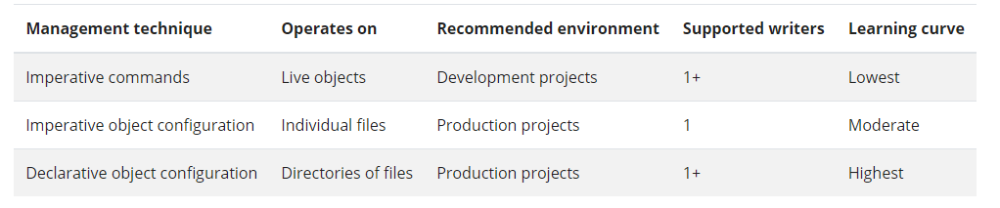 Management technique Operates on Recommended environment Supported writers Learning curve
Imperative commands Live objects Development projects 1+ Lowest
Imperative object configuration Individual files Production projects 1 Moderate
Declarative object configuration Directories of files Production projects 1+ Highest